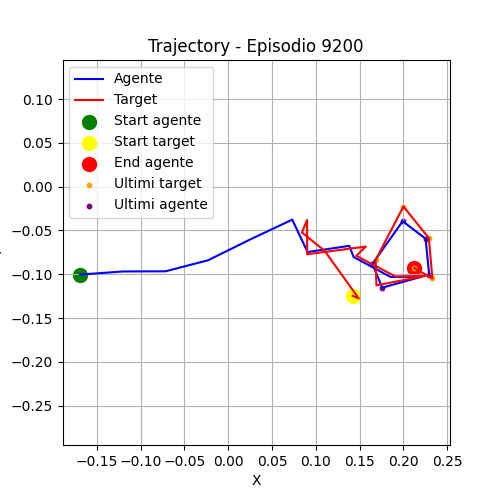 Trajectory - Episodio 9200
Agente
Target
Start agente
Start target
End agente
Ultimi target
Ultimi agente
0.10
0.05
0.00
−0.05
−0.10
−0.15
−0.20
−0.25
−0.15 −0.10 −0.05 0.00 0.05 0.10 0.15 0.20 0.25
X